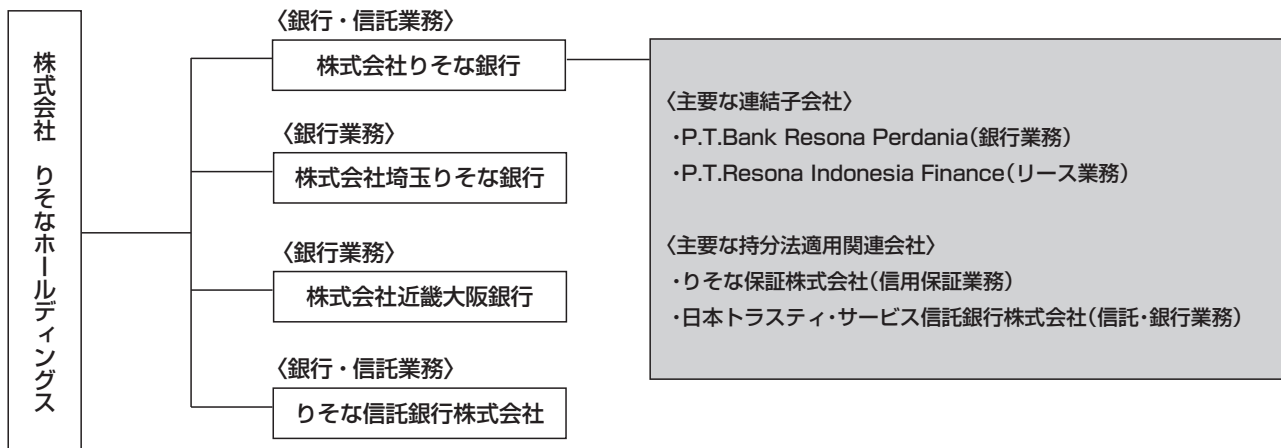 株式会社 りそなホールディングス
〈銀行・信託業務〉
株式会社りそな銀行
〈銀行業務〉
株式会社埼玉りそな銀行
〈銀行業務〉
株式会社近畿大阪銀行
〈銀行・信託業務〉
りそな信託銀行株式会社
〈主要な連結子会社〉
・P.T.Bank Resona Perdania(銀行業務)
・P.T.Resona Indonesia Finance(リース業務)
〈主要な持分法適用関連会社〉
・りそな保証株式会社(信用保証業務)
・日本トラスティ・サービス信託銀行株式会社(信託・銀行業務)